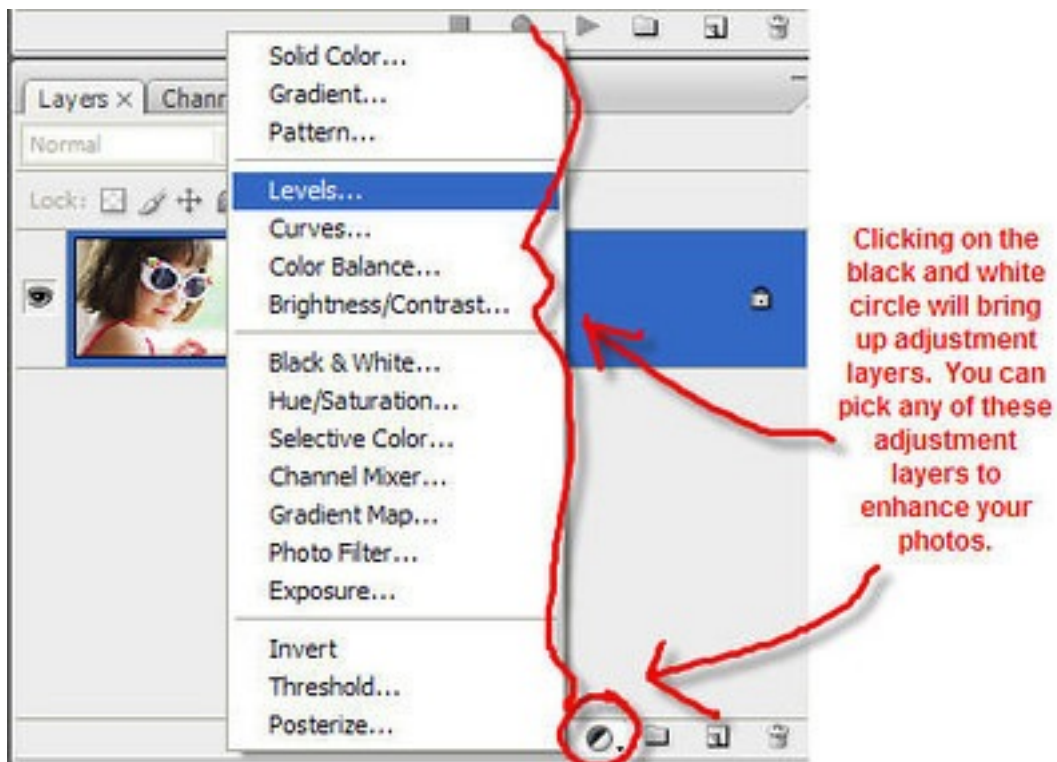 Layers × Chann
Normal
Lock:
Solid Color...
Gradient...
Pattern...
Levels...
Curves...
Color Balance...
Brightness/Contrast...
Black & White...
Hue/Saturation...
Selective Color...
Channel Mixer...
Gradient Map...
Photo Filter...
Exposure...
Invert
Threshold...
Posterize...
Clicking on the
black and white
circle will bring
up adjustment
layers. You can
pick any of these
adjustment
layers to
enhance your
photos.